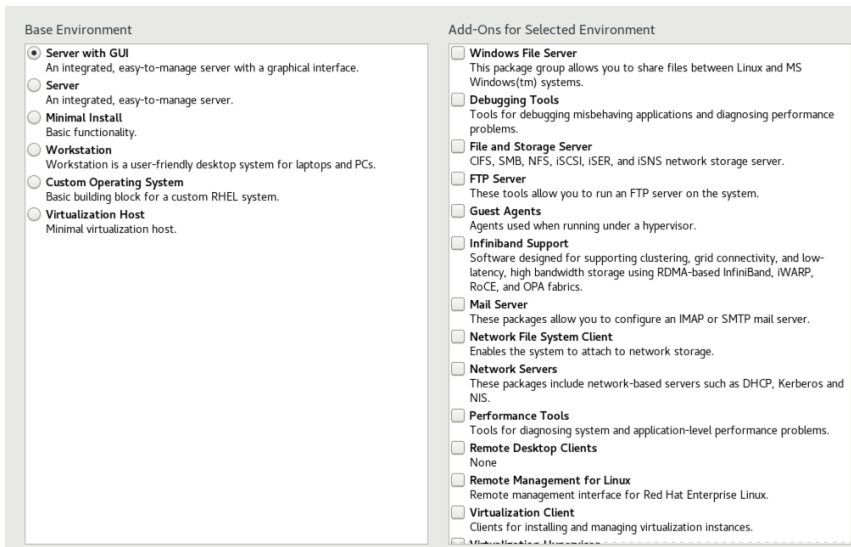 Base Environment
Server with GUI
An integrated, easy-to-manage server with a graphical interface.
Server
An integrated, easy-to-manage server.
Minimal Install
Basic functionality.
Workstation
Workstation is a user-friendly desktop system for laptops and PCs.
Custom Operating System
Basic building block for a custom RHEL system.
Virtualization Host
Minimal virtualization host.
Add-Ons for Selected Environment
Windows File Server
This package group allows you to share files between Linux and MS
Windows(tm) systems.
Debugging Tools
Tools for debugging misbehaving applications and diagnosing performance
problems.
File and Storage Server
CIFS, SMB, NFS, iSCSI, iSER, and iSNS network storage server.
FTP Server
These tools allow you to run an FTP server on the system.
Guest Agents
Agents used when running under a hypervisor.
Infiniband Support
Software designed for supporting clustering, grid connectivity, and low-
latency, high bandwidth storage using RDMA-based InfiniBand, iWARP,
RoCE, and OPA fabrics.
Mail Server
These packages allow you to configure an IMAP or SMTP mail server.
Network File System Client
Enables the system to attach to network storage.
Network Servers
These packages include network-based servers such as DHCP, Kerberos and
NIS.
Performance Tools
Tools for diagnosing system and application-level performance problems.
Remote Desktop Clients
None
Remote Management for Linux
Remote management interface for Red Hat Enterprise Linux.
Virtualization Client
Clients for installing and managing virtualization instances.